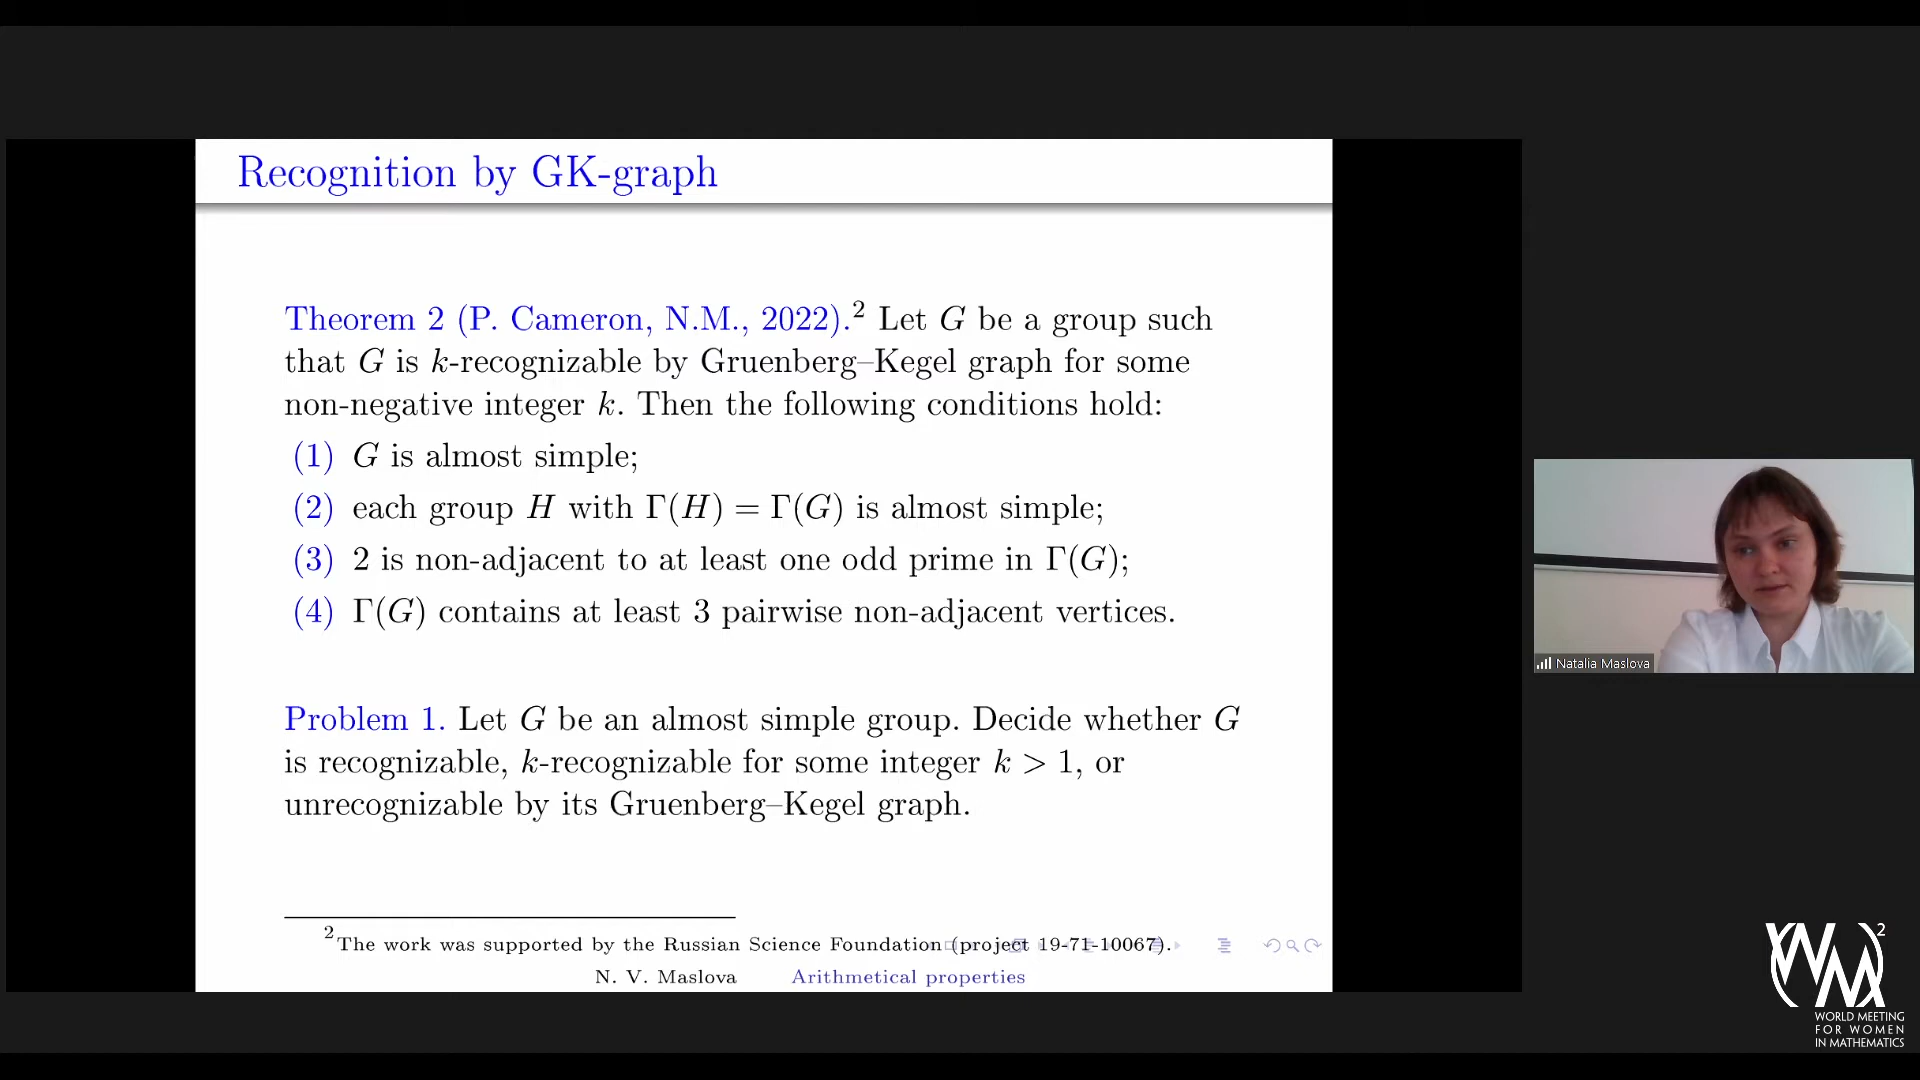 Recognition by GK-graph
Theorem 2 (P. Cameron, N.M., 2022).² Let G be a group such
that G is k-recognizable by Gruenberg–Kegel graph for some
non-negative integer k. Then the following conditions hold:
(1) G is almost simple;
(2) each group H with Γ(H) = Γ(G) is almost simple;
(3) 2 is non-adjacent to at least one odd prime in Γ(G);
(4) Γ(G) contains at least 3 pairwise non-adjacent vertices.
Problem 1. Let G be an almost simple group. Decide whether G
is recognizable, k-recognizable for some integer k > 1, or
unrecognizable by its Gruenberg–Kegel graph.
²The work was supported by the Russian Science Foundation (project 19-71-10067).
N. V. Maslova Arithmetical properties
Natalia Maslova
(WM)²
WORLD MEETING
FOR WOMEN
IN MATHEMATICS